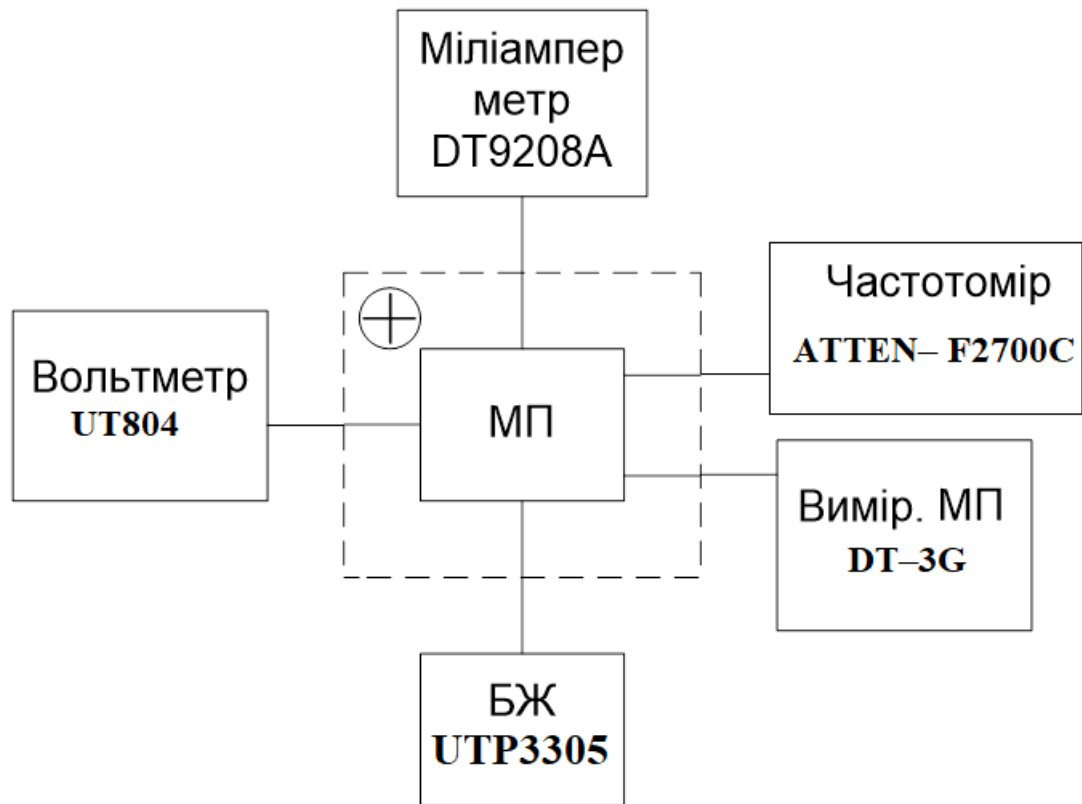 Міліампер
метр
DT9208A
Частотомір
ATTEN– F2700C
Вольтметр
UT804
МП
Вимір. МП
DT–3G
БЖ
UTP3305